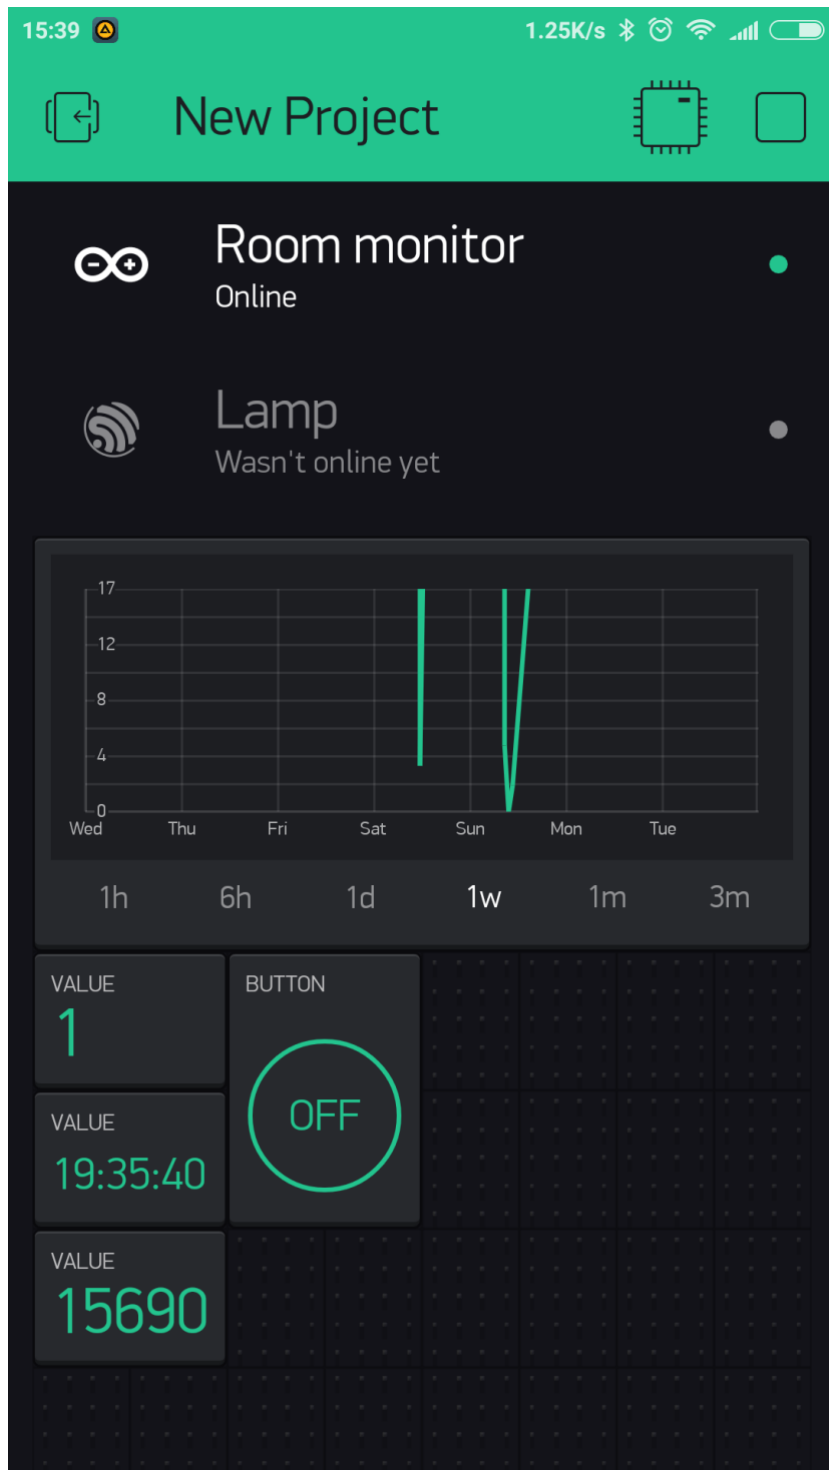 15:39 1.25K/s
New Project
Room monitor
Online
Lamp
Wasn't online yet
17
12
8
4
0
Wed Thu Fri Sat Sun Mon Tue
1h 6h 1d 1w 1m 3m
VALUE
1
BUTTON
OFF
VALUE
19:35:40
VALUE
15690